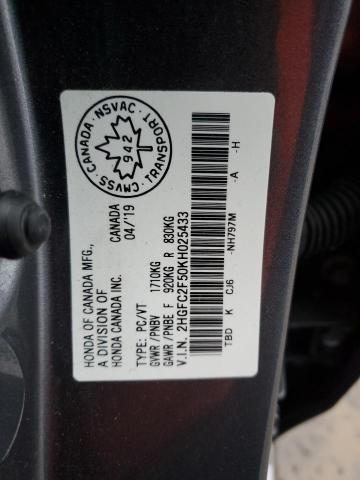 HONDA OF CANADA MFG.,
A DIVISION OF
HONDA CANADA INC.
CANADA
04/'19
CMVSS • CANADA • NSVAC • TRANSPORT
942
TYPE: PC/VT
GVWR/PNBV 1710KG
GAWR/PNBE F 920KG R 830KG
V.I.N. 2HGFC2F50KH025433
TBD K CJ6 -NH797M -A -H